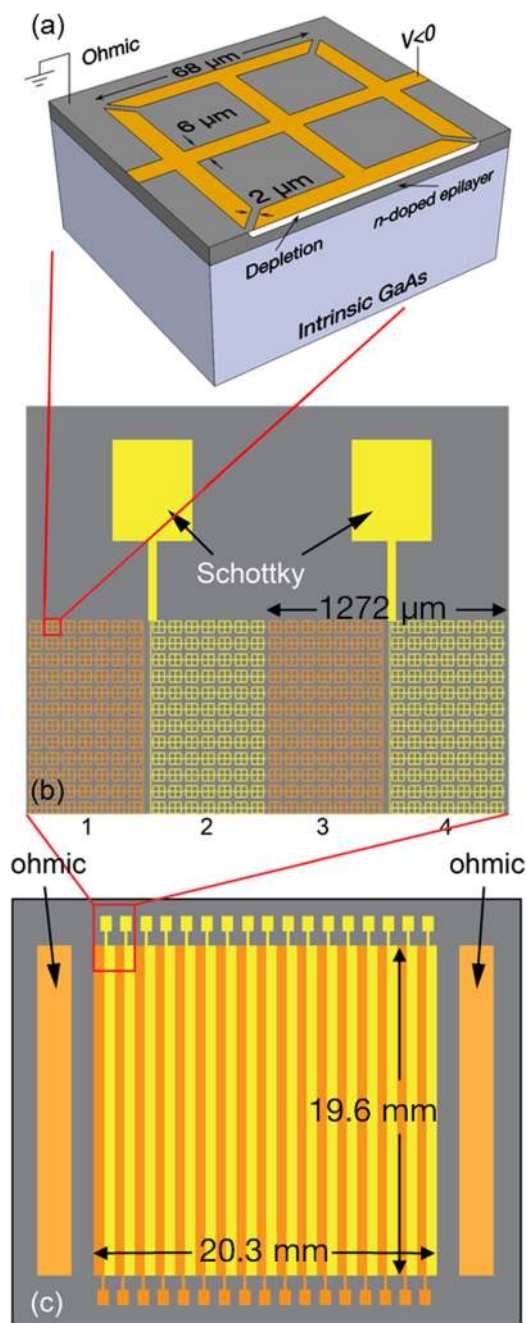 (a)
Ohmic
68 μm
V<0
6 μm
2 μm
n-doped epilayer
Depletion
Intrinsic GaAs
Schottky
1272 μm
(b)
1 2 3 4
ohmic ohmic
19.6 mm
20.3 mm
(c)